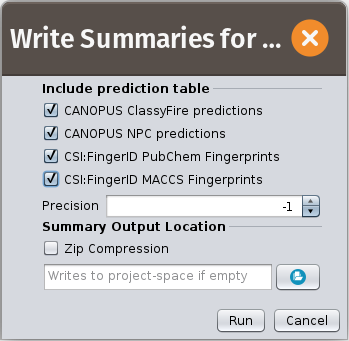 Write Summaries for ...
Include prediction table
CANOPUS ClassyFire predictions
CANOPUS NPC predictions
CSI:FingerID PubChem Fingerprints
CSI:FingerID MACCS Fingerprints
Precision -1
Summary Output Location
Zip Compression
Writes to project-space if empty
Run Cancel